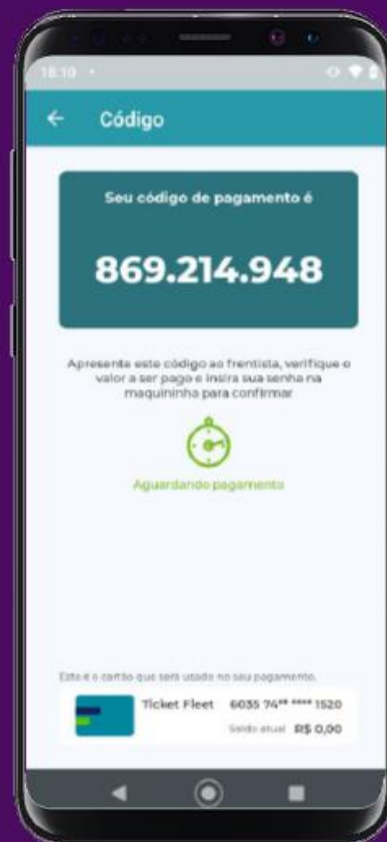 18:10
Código
Seu código de pagamento é
869.214.948
Apresente este código ao frentista, verifique o
valor a ser pago e insira sua senha na
maquininha para confirmar
Aguardando pagamento
Este é o cartão que será usado no seu pagamento.
Ticket Fleet 6035 74** **** 1520
Saldo atual R$ 0,00